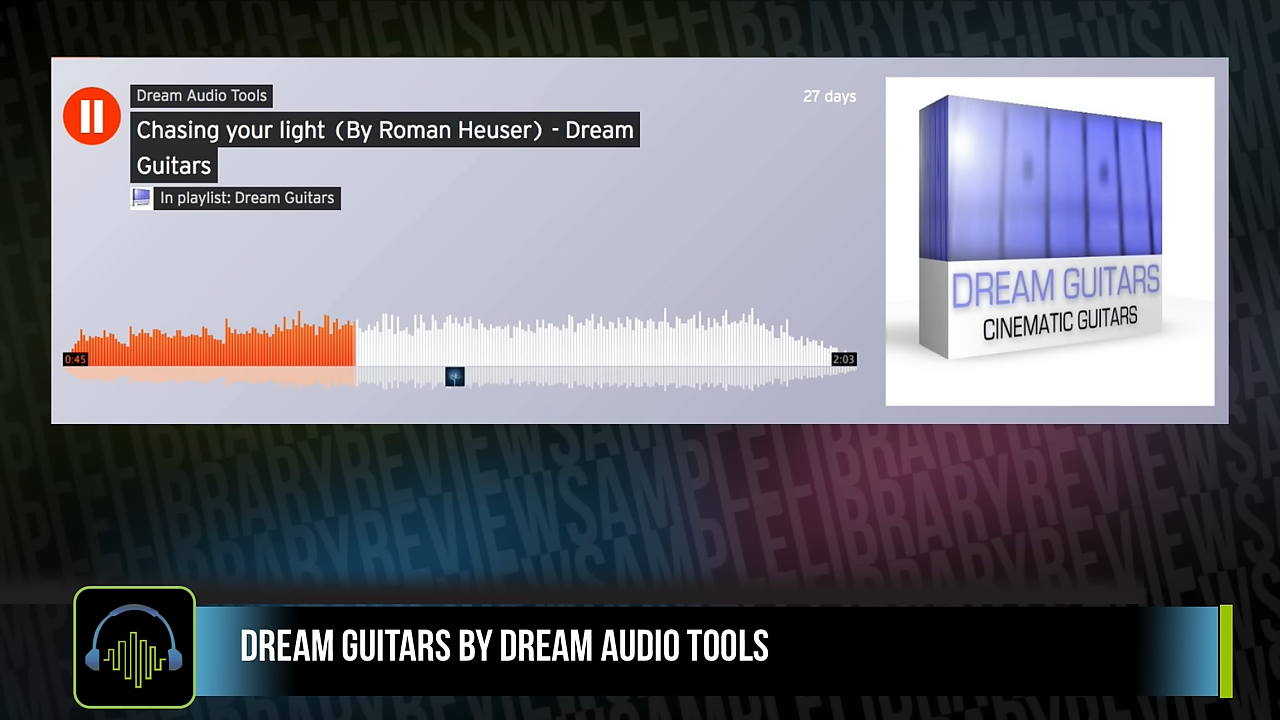 Dream Audio Tools
27 days
Chasing your light (By Roman Heuser) - Dream
Guitars
In playlist: Dream Guitars
0:45
2:03
DREAM GUITARS
CINEMATIC GUITARS
SAMPLELIBRARYREVIEW
DREAM GUITARS BY DREAM AUDIO TOOLS